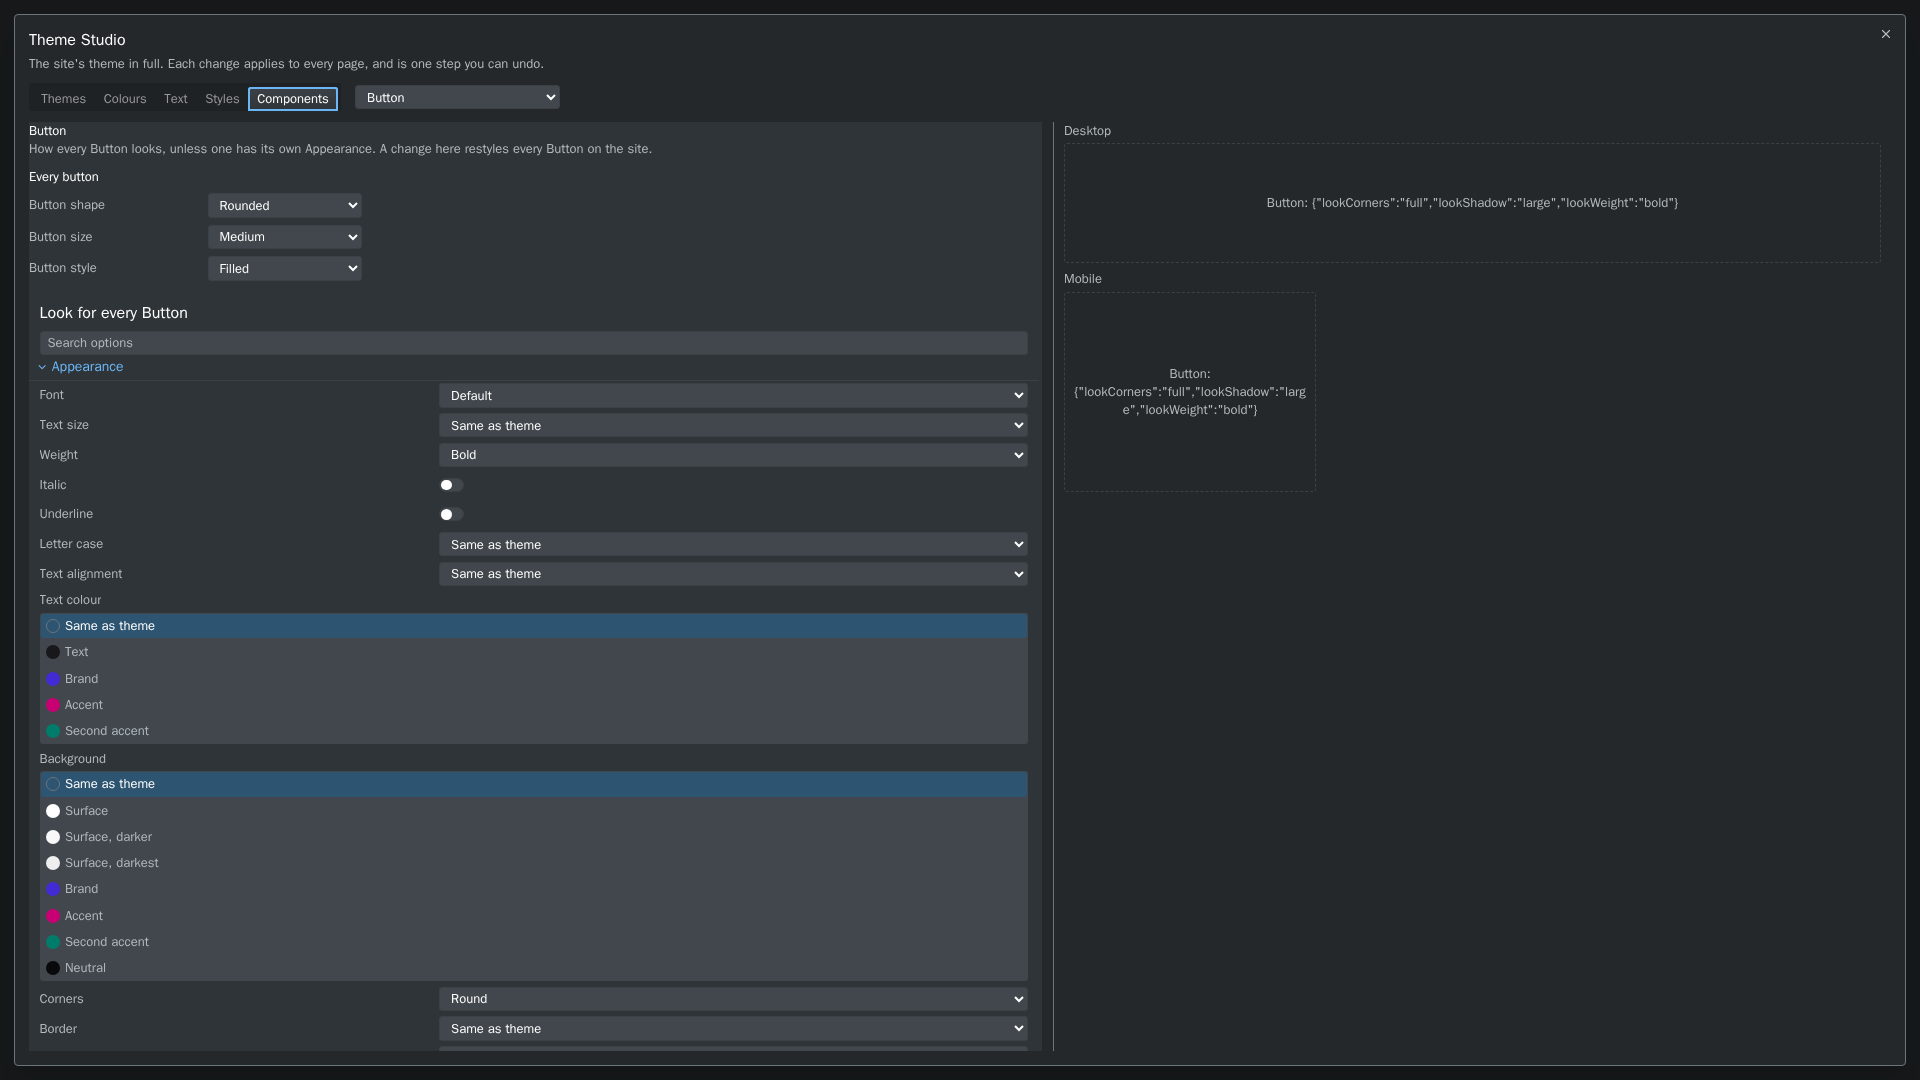 Theme Studio
The site's theme in full. Each change applies to every page, and is one step you can undo.
Themes Colours Text Styles Components Button
Button
How every Button looks, unless one has its own Appearance. A change here restyles every Button on the site.
Every button
Button shape Rounded
Button size Medium
Button style Filled
Look for every Button
Search options
Appearance
Font Default
Text size Same as theme
Weight Bold
Italic
Underline
Letter case Same as theme
Text alignment Same as theme
Text colour
Same as theme
Text
Brand
Accent
Second accent
Background
Same as theme
Surface
Surface, darker
Surface, darkest
Brand
Accent
Second accent
Neutral
Corners Round
Border Same as theme
Desktop
Button: {"lookCorners":"full","lookShadow":"large","lookWeight":"bold"}
Mobile
Button:
{"lookCorners":"full","lookShadow":"larg
e","lookWeight":"bold"}